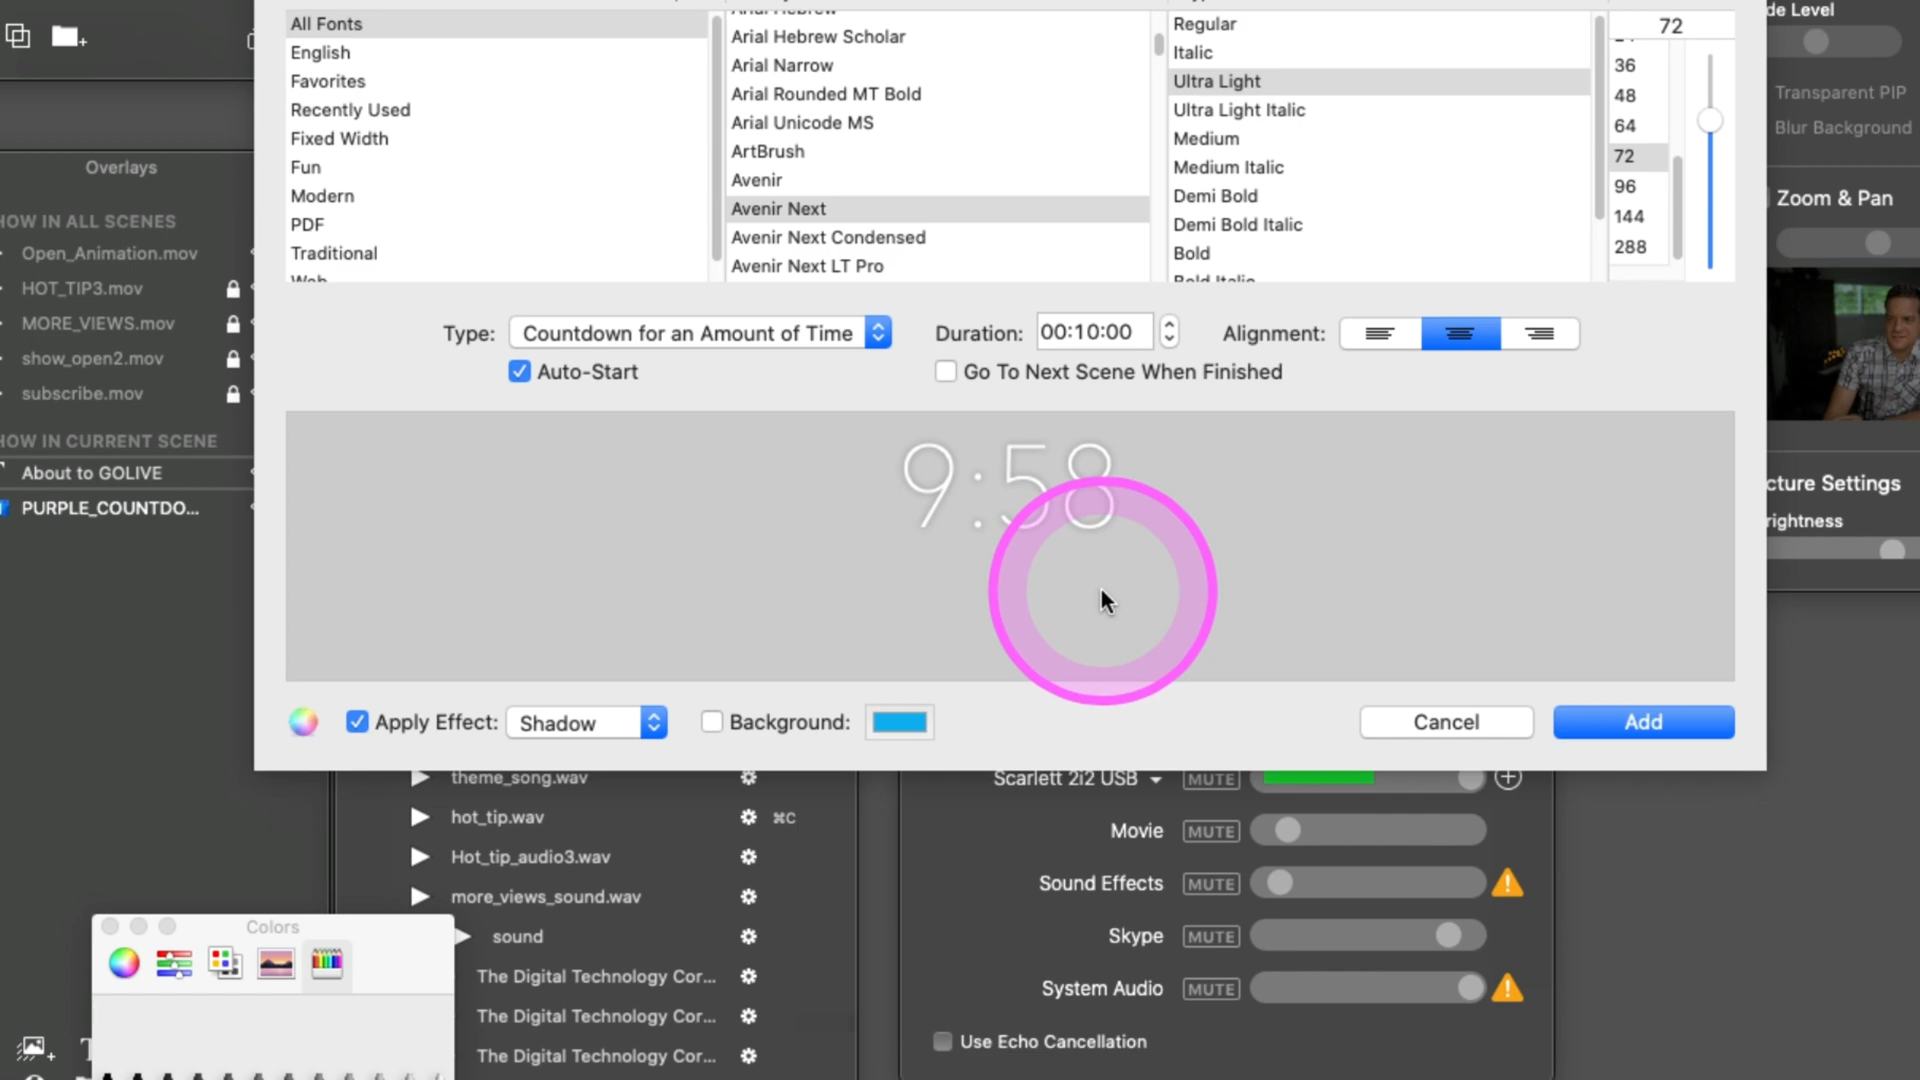 All Fonts
English
Favorites
Recently Used
Fixed Width
Fun
Modern
PDF
Traditional
Arial Hebrew Scholar
Arial Narrow
Arial Rounded MT Bold
Arial Unicode MS
ArtBrush
Avenir
Avenir Next
Avenir Next Condensed
Avenir Next LT Pro
Regular
Italic
Ultra Light
Ultra Light Italic
Medium
Medium Italic
Demi Bold
Demi Bold Italic
Bold
Bold Italic
72
36
48
64
72
96
144
288
de Level
Transparent PIP
Blur Background
Zoom & Pan
cture Settings
rightness
Overlays
HOW IN ALL SCENES
Open_Animation.mov
HOT_TIP3.mov
MORE_VIEWS.mov
show_open2.mov
subscribe.mov
HOW IN CURRENT SCENE
About to GOLIVE
PURPLE_COUNTDO...
Type: Countdown for an Amount of Time Duration: 00:10:00 Alignment:
Auto-Start Go To Next Scene When Finished
9:58
Apply Effect: Shadow Background: Cancel Add
theme_song.wav
hot_tip.wav ⌘C
Hot_tip_audio3.wav
more_views_sound.wav
sound
The Digital Technology Cor...
The Digital Technology Cor...
The Digital Technology Cor...
Scarlett 2i2 USB MUTE
Movie MUTE
Sound Effects MUTE
Skype MUTE
System Audio MUTE
Use Echo Cancellation
Colors